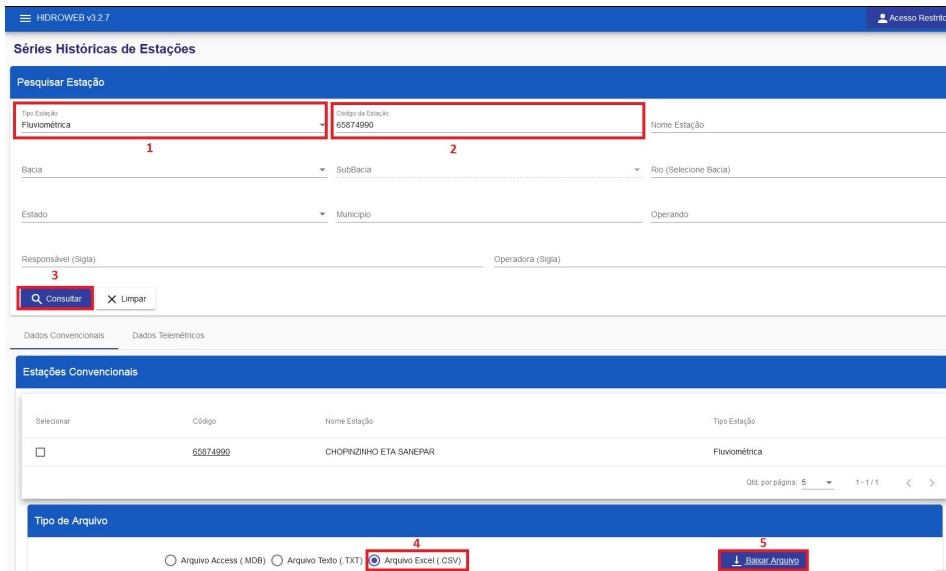 HIDROWEB v3.2.7 Acesso Restrito
Séries Históricas de Estações
Pesquisar Estação
Tipo Estação Código da Estação
Fluviométrica 65874990 Nome Estação
1 2
Bacia SubBacia Rio (Selecione Bacia)
Estado Município Operando
Responsável (Sigla) Operadora (Sigla)
3
Consultar Limpar
Dados Convencionais Dados Telemétricos
Estações Convencionais
Selecionar Código Nome Estação Tipo Estação
65874990 CHOPINZINHO ETA SANEPAR Fluviométrica
Qtd. por página: 5 1 - 1 / 1
Tipo de Arquivo
4 5
Arquivo Access (.MDB) Arquivo Texto (.TXT) Arquivo Excel (.CSV) Baixar Arquivo